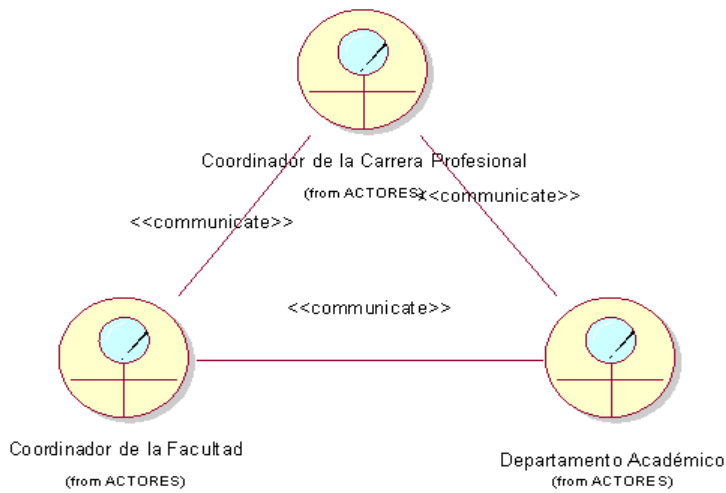 Coordinador de la Carrera Profesional
(from ACTORES)
<<communicate>>
<<communicate>>
<<communicate>>
Coordinador de la Facultad
(from ACTORES)
Departamento Académico
(from ACTORES)